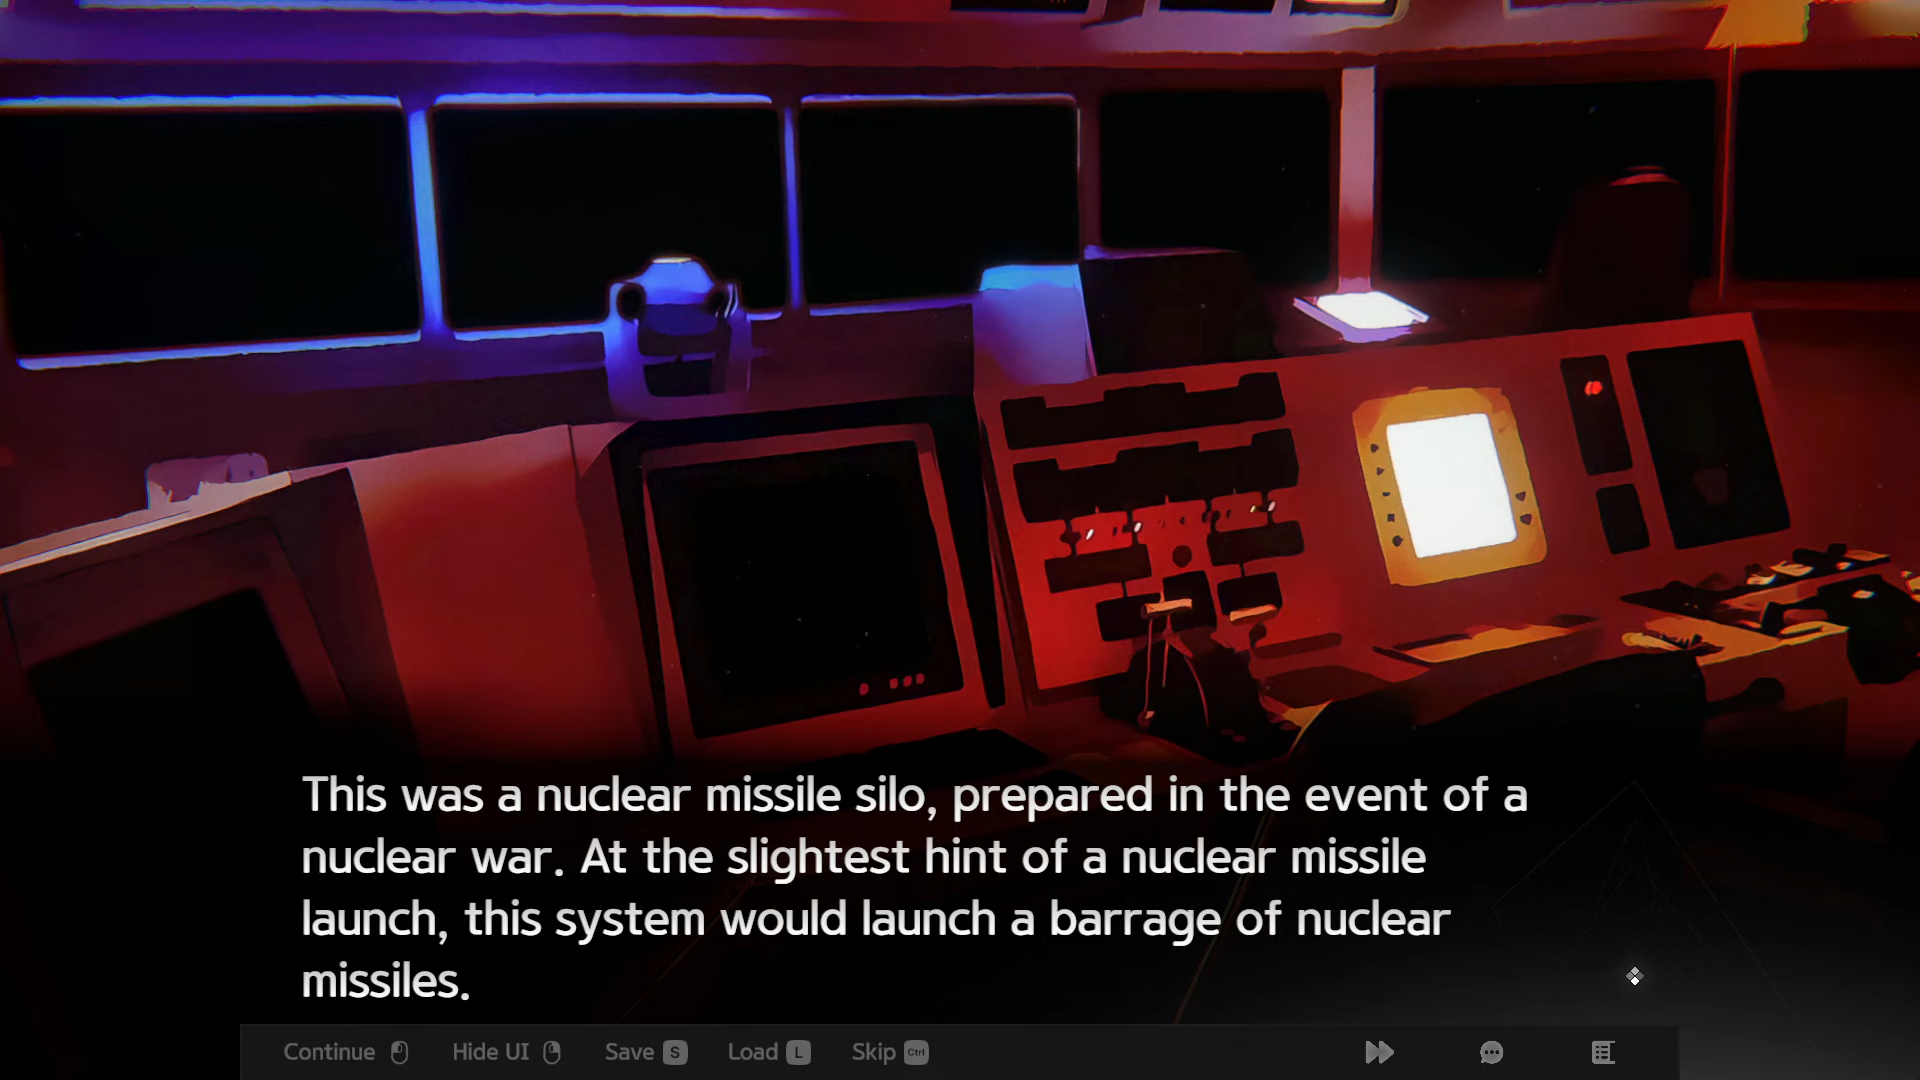 This was a nuclear missile silo, prepared in the event of a
nuclear war. At the slightest hint of a nuclear missile
launch, this system would launch a barrage of nuclear
missiles.
Continue Hide UI Save S Load L Skip Ctrl